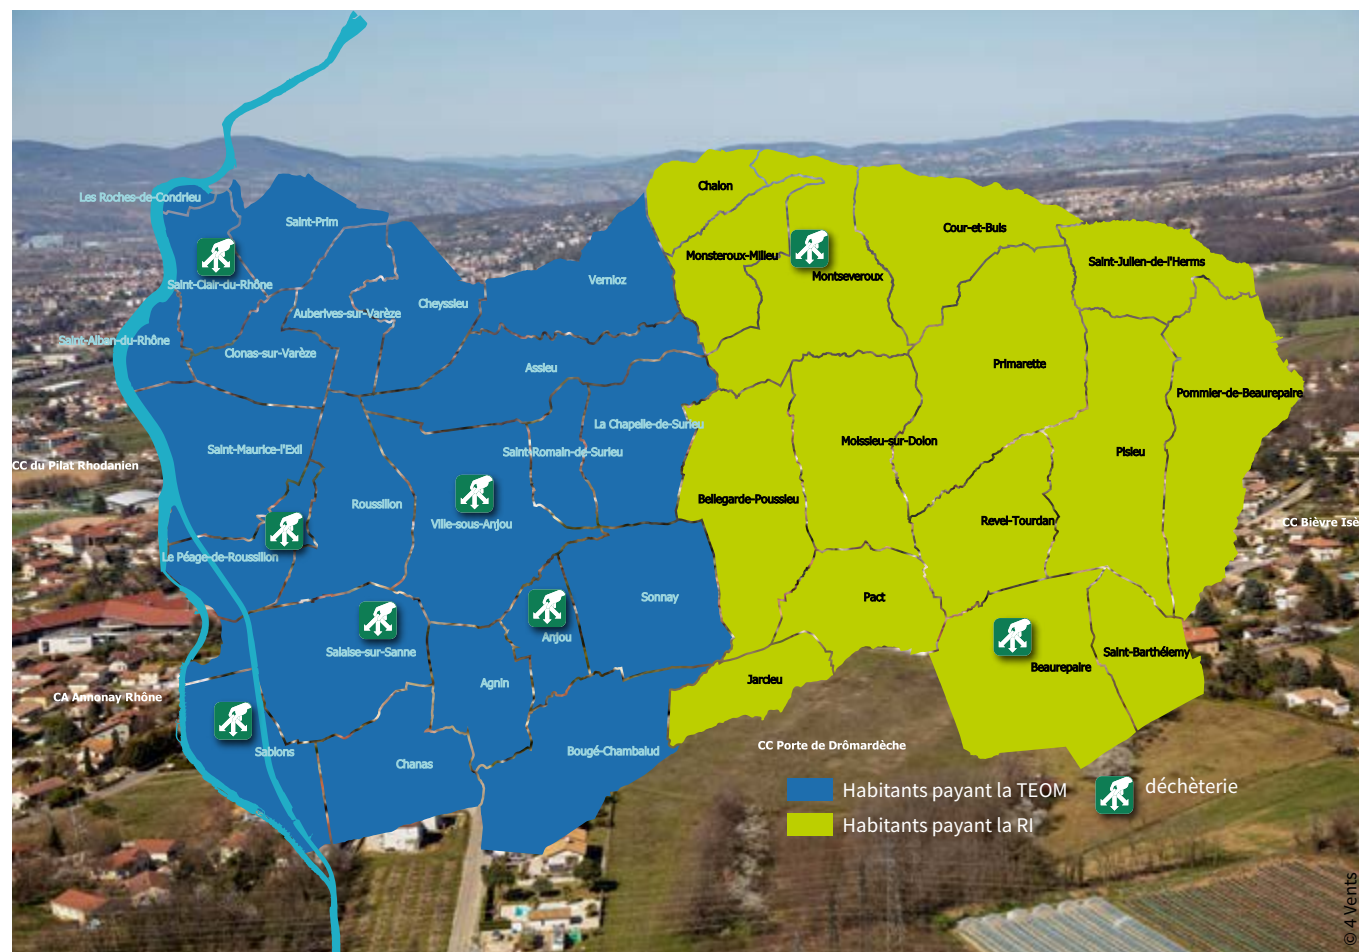 Chalon
Les Roches-de-Condrieu
Saint-Prim
Cour-et-Buis
Monsteroux-Milieu
Saint-Julien-de-l'Herms
Montseveroux
Vernioz
Saint-Clair-du-Rhône
Cheyssieu
Auberives-sur-Varèze
Saint-Alban-du-Rhône
Clonas-sur-Varèze
Primarette
Assieu
Pommier-de-Beaurepaire
La Chapelle-de-Surieu
Moissieu-sur-Dolon
Saint-Maurice-l'Exil
Saint-Romain-de-Surieu
Pisieu
CC du Pilat Rhodanien
Bellegarde-Poussieu
Roussillon
Ville-sous-Anjou
Revel-Tourdan
CC Bièvre Isè
Le Péage-de-Roussillon
Sonnay
Pact
Anjou
Salaise-sur-Sanne
Saint-Barthélemy
Beaurepaire
Jarcieu
Agnin
CA Annonay Rhône
CC Porte de Drômardèche
Sablons
Bougé-Chambalud
Chanas
Habitants payant la TEOM
déchèterie
Habitants payant la RI
© 4 Vents